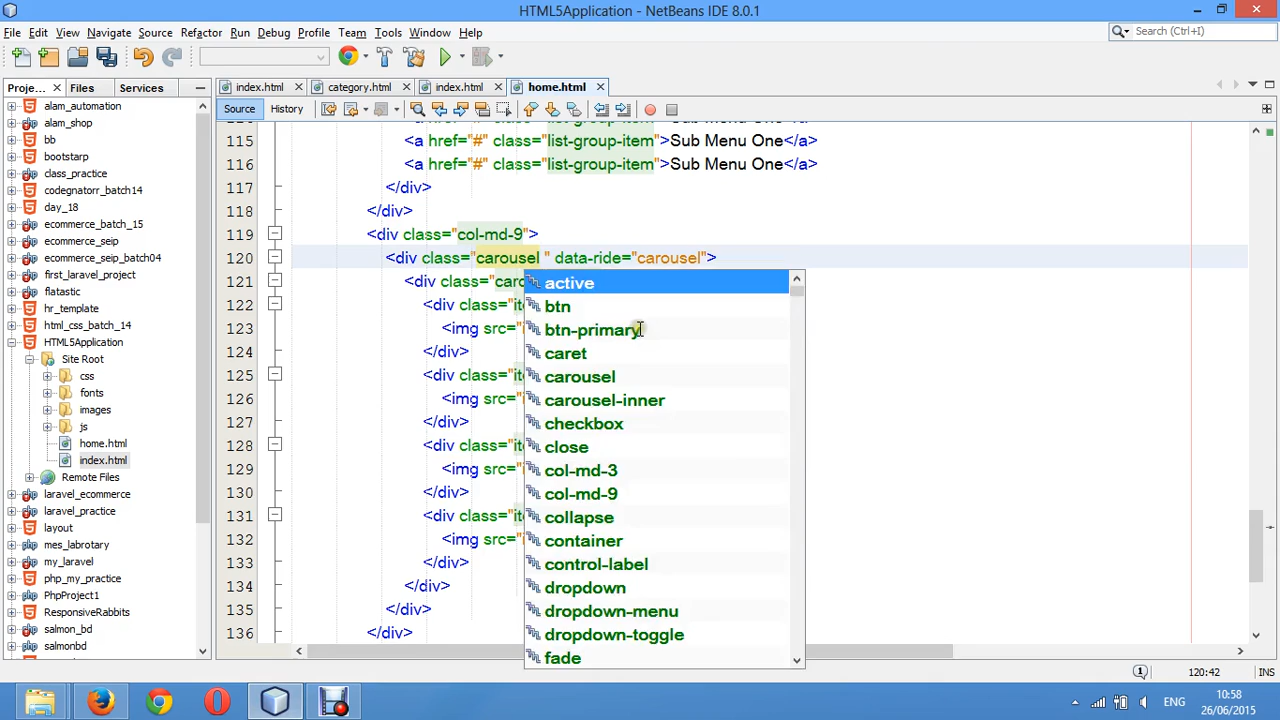 HTML5Application - NetBeans IDE 8.0.1
File Edit View Navigate Source Refactor Run Debug Profile Team Tools Window Help
Search (Ctrl+I)
Proje... Files Services
index.html category.html index.html home.html
Source History
alam_automation
alam_shop
bb
bootstarp
class_practice
codegnatorr_batch14
day_18
ecommerce_batch_15
ecommerce_seip
ecommerce_seip_batch04
first_laravel_project
flatastic
hr_template
html_css_batch_14
HTML5Application
Site Root
css
fonts
images
js
home.html
index.html
Remote Files
laravel_ecommerce
laravel_practice
layout
mes_labrotary
my_laravel
php_my_practice
PhpProject1
ResponsiveRabbits
salmon_bd
salmonbd
115 <a href="#" class="list-group-item">Sub Menu One</a>
116 <a href="#" class="list-group-item">Sub Menu One</a>
117 </div>
118 </div>
119 <div class="col-md-9">
120 <div class="carousel " data-ride="carousel">
121 <div class="caro
122 <div class="ite
123 <img src="
124 </div>
125 <div class="ite
126 <img src="
127 </div>
128 <div class="ite
129 <img src="
130 </div>
131 <div class="ite
132 <img src="
133 </div>
134 </div>
135 </div>
136 </div>
active
btn
btn-primary
caret
carousel
carousel-inner
checkbox
close
col-md-3
col-md-9
collapse
container
control-label
dropdown
dropdown-menu
dropdown-toggle
fade
1 120:42 INS
ENG 10:58
26/06/2015